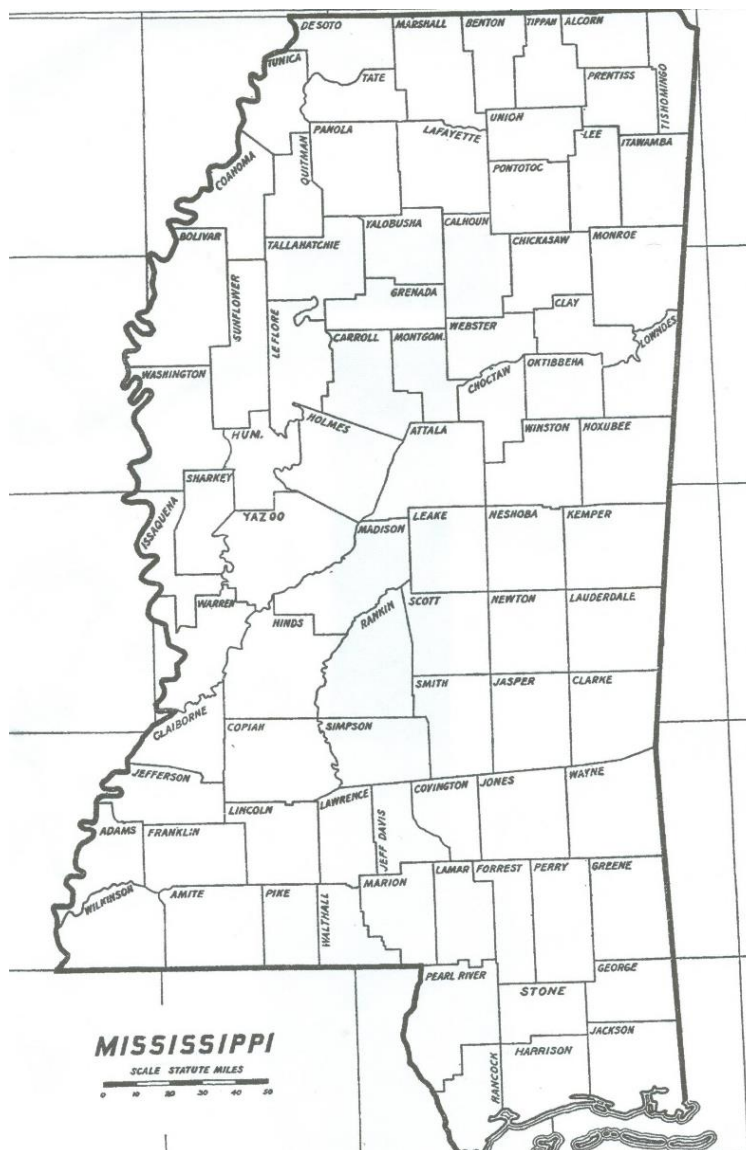 DE SOTO
MARSHALL
BENTON
TIPPAH
ALCORN
TUNICA
TATE
PRENTISS
TISHOMINGO
PANOLA
LAFAYETTE
UNION
LEE
ITAWAMBA
COAHOMA
QUITMAN
PONTOTOC
BOLIVAR
TALLAHATCHIE
YALOBUSHA
CALHOUN
CHICKASAW
MONROE
SUNFLOWER
LE FLORE
GRENADA
CLAY
CARROLL
MONTGOM.
WEBSTER
LOWNDES
WASHINGTON
CHOCTAW
OKTIBBEHA
HUM.
HOLMES
ATTALA
WINSTON
NOXUBEE
SHARKEY
ISSAQUENA
YAZOO
MADISON
LEAKE
NESHOBA
KEMPER
WARREN
HINDS
RANKIN
SCOTT
NEWTON
LAUDERDALE
SMITH
JASPER
CLARKE
CLAIBORNE
COPIAH
SIMPSON
JEFFERSON
COVINGTON
JONES
WAYNE
LINCOLN
LAWRENCE
JEFF DAVIS
ADAMS
FRANKLIN
WILKINSON
AMITE
PIKE
WALTHALL
MARION
LAMAR
FORREST
PERRY
GREENE
PEARL RIVER
GEORGE
STONE
JACKSON
HARRISON
HANCOCK
MISSISSIPPI
SCALE STATUTE MILES
0 10 20 30 40 50